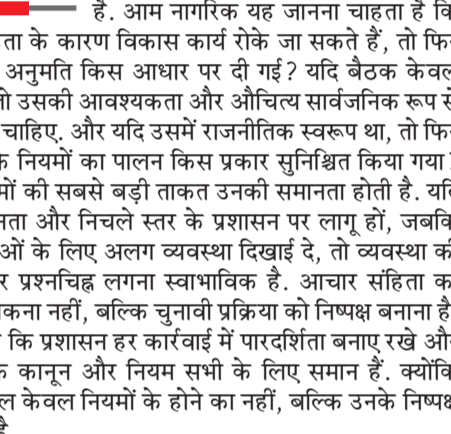 है. आम नागरिक यह जानना चाहता है कि
ता के कारण विकास कार्य रोके जा सकते हैं, तो फि
अनुमति किस आधार पर दी गई? यदि बैठक केवल
उसकी आवश्यकता और औचित्य सार्वजनिक रूप से
चाहिए. और यदि उसमें राजनीतिक स्वरूप था, तो फि
नियमों का पालन किस प्रकार सुनिश्चित किया गया
मों की सबसे बड़ी ताकत उनकी समानता होती है. यदि
नता और निचले स्तर के प्रशासन पर लागू हों, जबकि
ओं के लिए अलग व्यवस्था दिखाई दे, तो व्यवस्था की
र प्रश्नचिह्न लगना स्वाभाविक है. आचार संहिता क
कना नहीं, बल्कि चुनावी प्रक्रिया को निष्पक्ष बनाना है
कि प्रशासन हर कार्रवाई में पारदर्शिता बनाए रखे औ
कानून और नियम सभी के लिए समान हैं. क्योंकि
ल केवल नियमों के होने का नहीं, बल्कि उनके निष्पक्ष